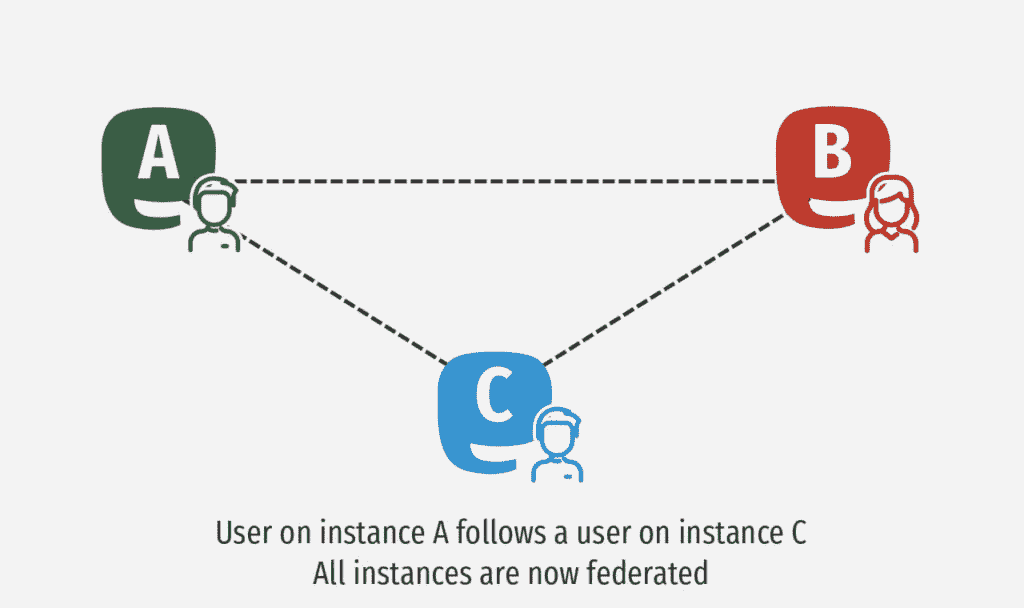 A
B
C
User on instance A follows a user on instance C
All instances are now federated